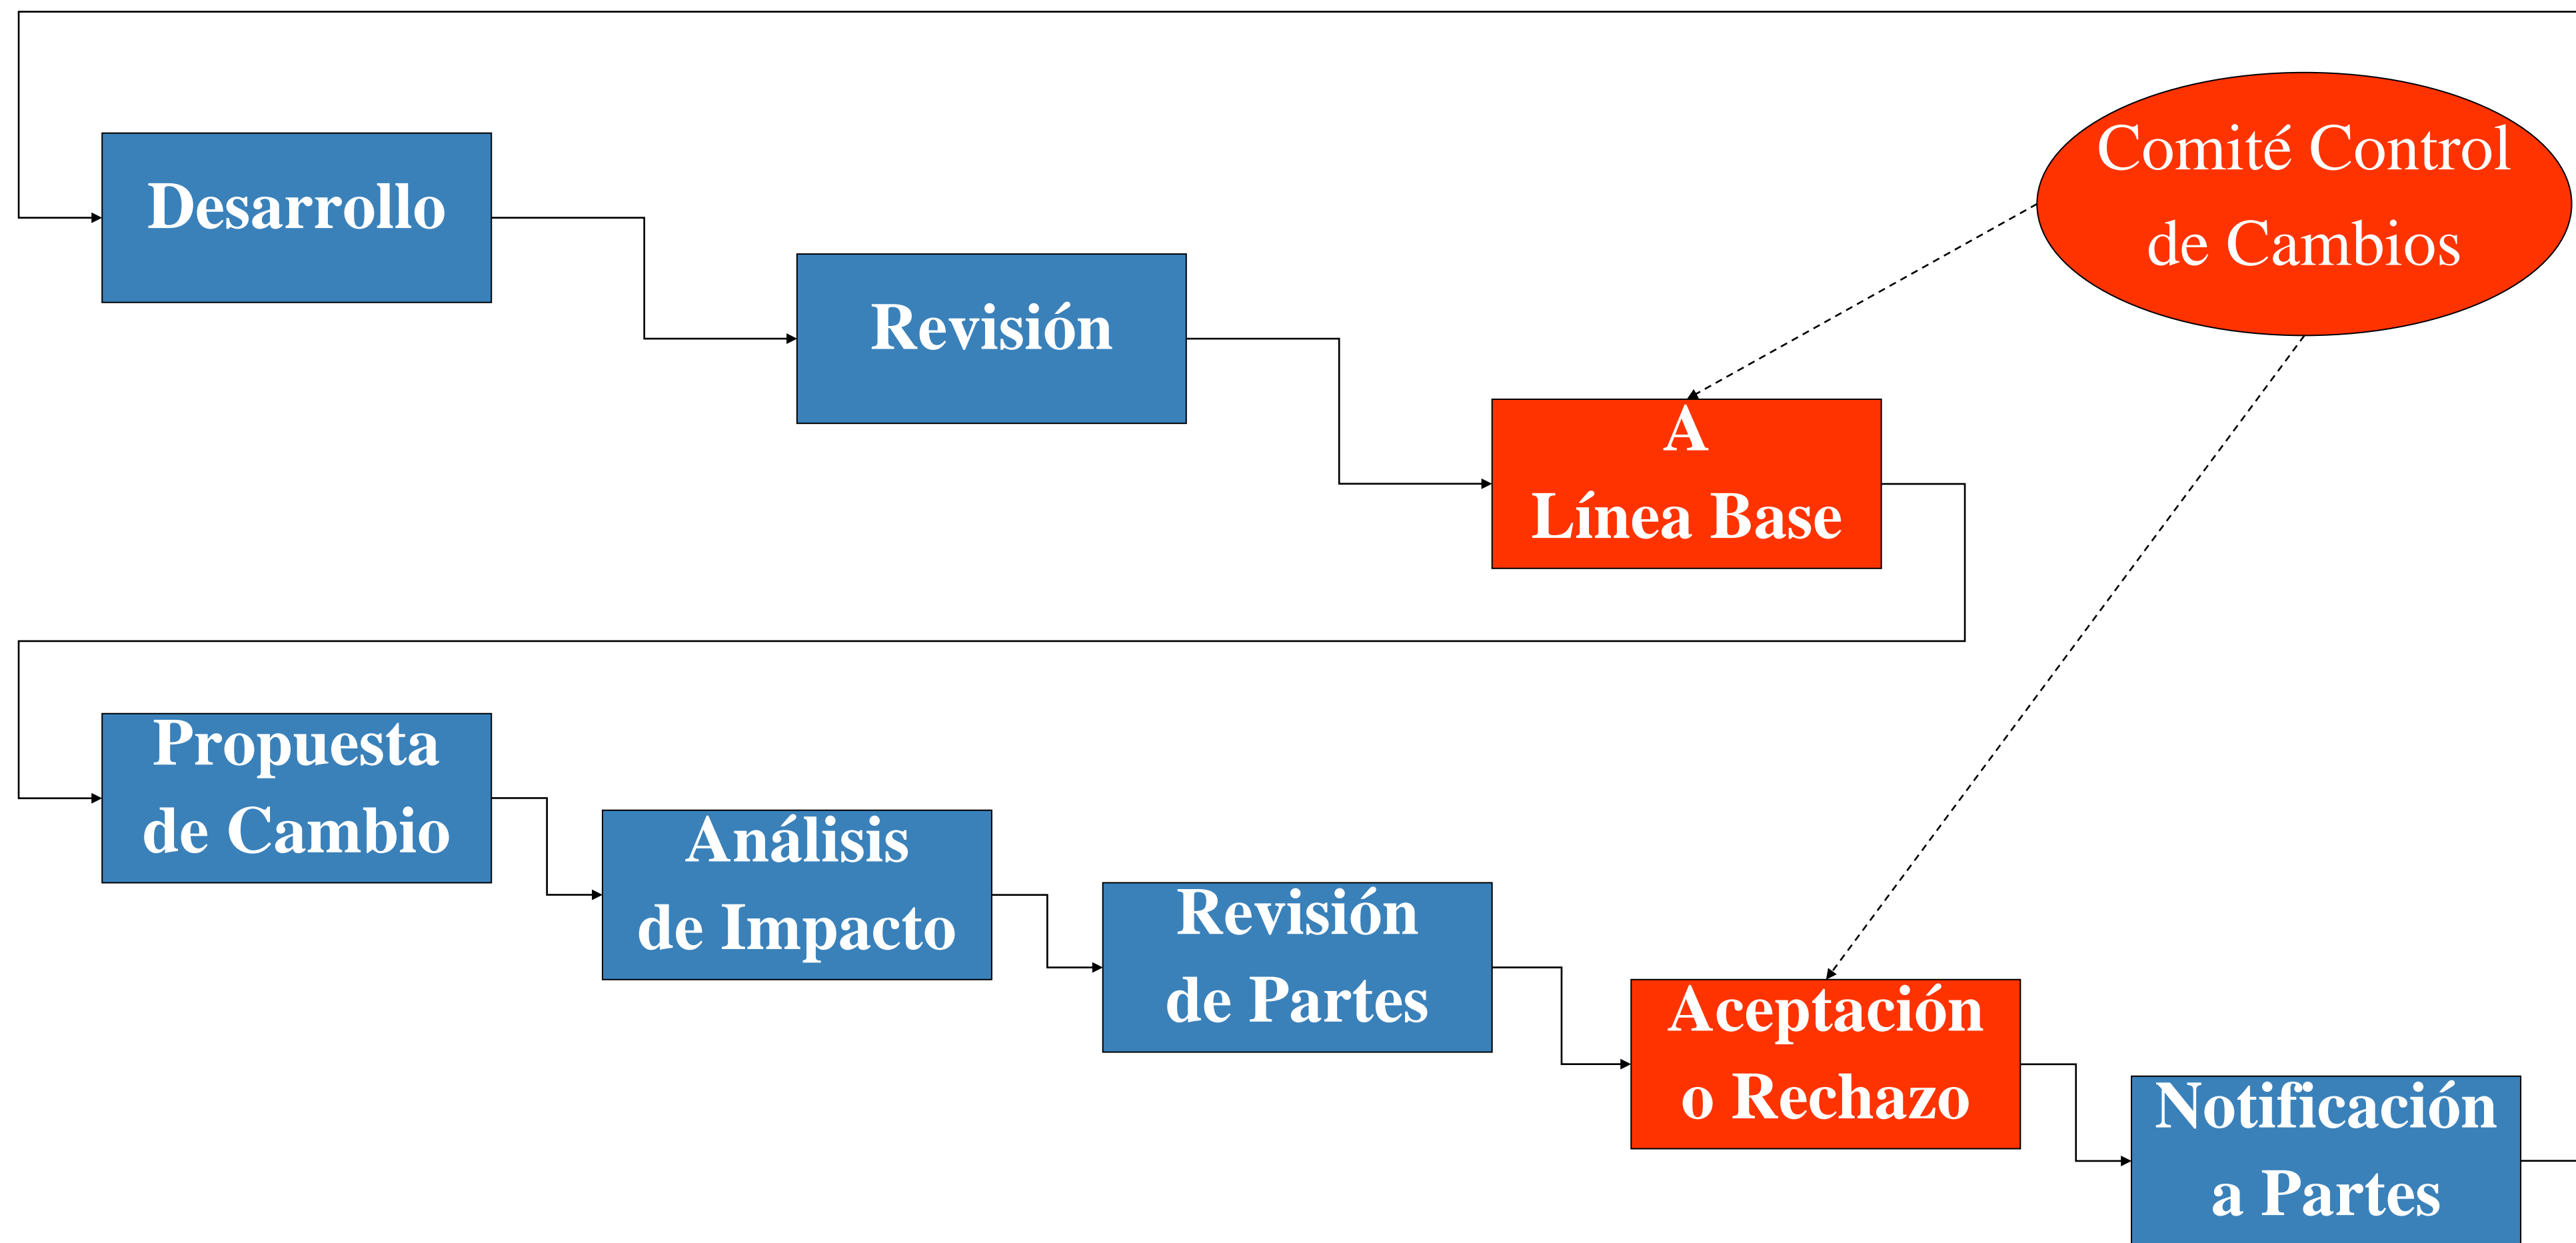 Desarrollo
Revisión
Comité Control
de Cambios
A
Línea Base
Propuesta
de Cambio
Análisis
de Impacto
Revisión
de Partes
Aceptación
o Rechazo
Notificación
a Partes